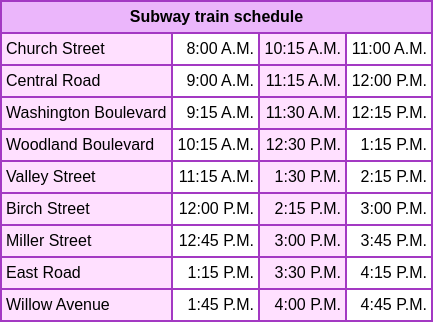 Subway train schedule
Church Street 8:00 A.M. 10:15 A.M. 11:00 A.M.
Central Road 9:00 A.M. 11:15 A.M. 12:00 P.M.
Washington Boulevard 9:15 A.M. 11:30 A.M. 12:15 P.M.
Woodland Boulevard 10:15 A.M. 12:30 P.M. 1:15 P.M.
Valley Street 11:15 A.M. 1:30 P.M. 2:15 P.M.
Birch Street 12:00 P.M. 2:15 P.M. 3:00 P.M.
Miller Street 12:45 P.M. 3:00 P.M. 3:45 P.M.
East Road 1:15 P.M. 3:30 P.M. 4:15 P.M.
Willow Avenue 1:45 P.M. 4:00 P.M. 4:45 P.M.